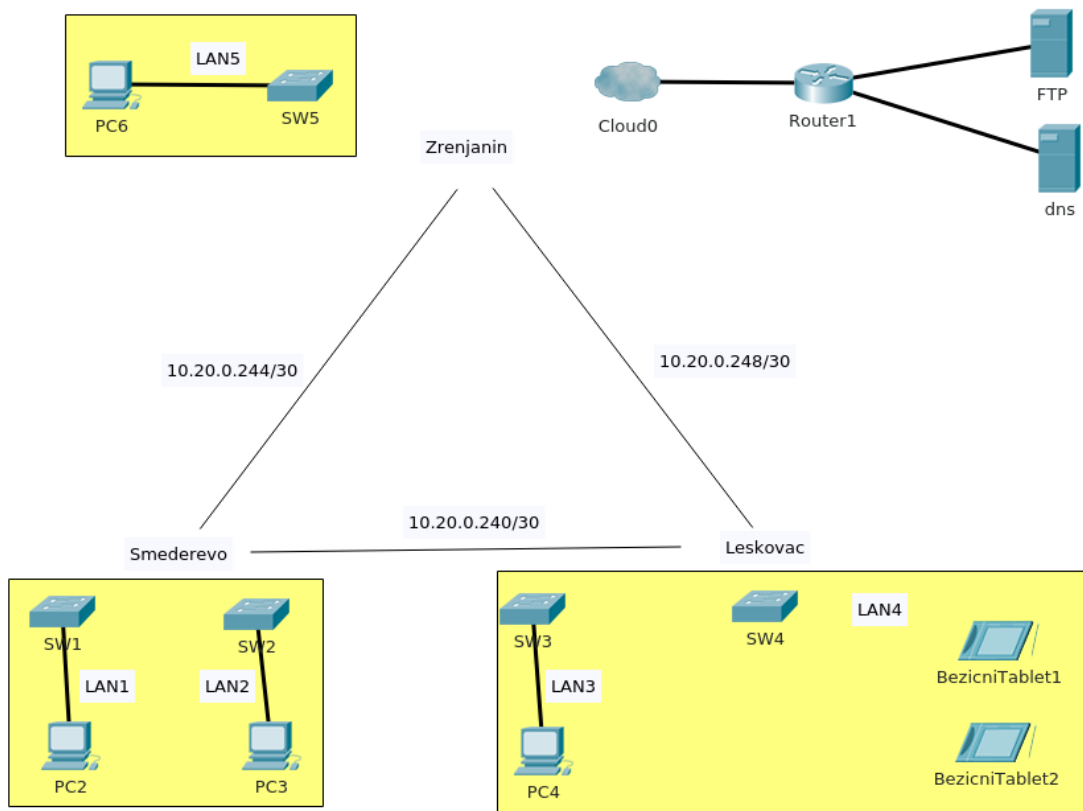 LAN5
PC6
SW5
Cloud0
Router1
FTP
dns
Zrenjanin
10.20.0.244/30
10.20.0.248/30
10.20.0.240/30
Smederevo
Leskovac
SW1
SW2
LAN1
LAN2
PC2
PC3
SW3
SW4
LAN4
LAN3
PC4
BezicniTablet1
BezicniTablet2